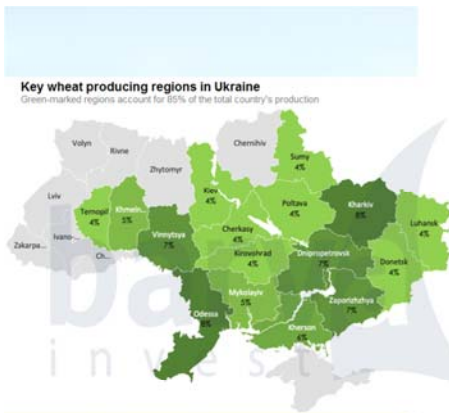 Key wheat producing regions in Ukraine
Green-marked regions account for 85% of the total country's production
Volyn
Rivne
Zhytomyr
Chernihiv
Sumy
4%
Lviv
Ternopil
4%
Khmeln.
5%
Kiev
4%
Poltava
4%
Kharkiv
8%
Zakarpa...
Ivano-...
Ch...
Vinnytsya
7%
Cherkasy
4%
Kirovohrad
4%
Dnipropetrovsk
7%
Luhansk
4%
Donetsk
4%
Odessa
8%
Mykolayiv
5%
Zaporizhzhya
7%
Kherson
invest